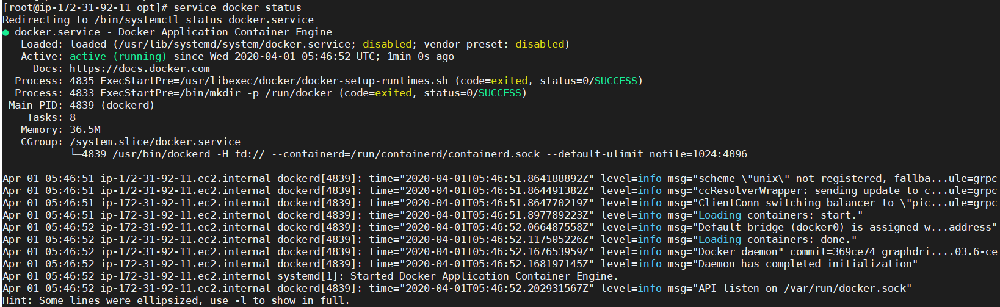 [root@ip-172-31-92-11 opt]# service docker status
Redirecting to /bin/systemctl status docker.service
● docker.service - Docker Application Container Engine
   Loaded: loaded (/usr/lib/systemd/system/docker.service; disabled; vendor preset: disabled)
   Active: active (running) since Wed 2020-04-01 05:46:52 UTC; 1min 0s ago
     Docs: https://docs.docker.com
  Process: 4835 ExecStartPre=/usr/libexec/docker/docker-setup-runtimes.sh (code=exited, status=0/SUCCESS)
  Process: 4833 ExecStartPre=/bin/mkdir -p /run/docker (code=exited, status=0/SUCCESS)
 Main PID: 4839 (dockerd)
    Tasks: 8
   Memory: 36.5M
   CGroup: /system.slice/docker.service
           └─4839 /usr/bin/dockerd -H fd:// --containerd=/run/containerd/containerd.sock --default-ulimit nofile=1024:4096
Apr 01 05:46:51 ip-172-31-92-11.ec2.internal dockerd[4839]: time="2020-04-01T05:46:51.864188892Z" level=info msg="scheme \"unix\" not registered, fallba...ule=grpc
Apr 01 05:46:51 ip-172-31-92-11.ec2.internal dockerd[4839]: time="2020-04-01T05:46:51.864491382Z" level=info msg="ccResolverWrapper: sending update to c...ule=grpc
Apr 01 05:46:51 ip-172-31-92-11.ec2.internal dockerd[4839]: time="2020-04-01T05:46:51.864770219Z" level=info msg="ClientConn switching balancer to \"pic...ule=grpc
Apr 01 05:46:51 ip-172-31-92-11.ec2.internal dockerd[4839]: time="2020-04-01T05:46:51.897789223Z" level=info msg="Loading containers: start."
Apr 01 05:46:52 ip-172-31-92-11.ec2.internal dockerd[4839]: time="2020-04-01T05:46:52.066487558Z" level=info msg="Default bridge (docker0) is assigned w...address"
Apr 01 05:46:52 ip-172-31-92-11.ec2.internal dockerd[4839]: time="2020-04-01T05:46:52.117505226Z" level=info msg="Loading containers: done."
Apr 01 05:46:52 ip-172-31-92-11.ec2.internal dockerd[4839]: time="2020-04-01T05:46:52.167653959Z" level=info msg="Docker daemon" commit=369ce74 graphdri....03.6-ce
Apr 01 05:46:52 ip-172-31-92-11.ec2.internal dockerd[4839]: time="2020-04-01T05:46:52.168197145Z" level=info msg="Daemon has completed initialization"
Apr 01 05:46:52 ip-172-31-92-11.ec2.internal systemd[1]: Started Docker Application Container Engine.
Apr 01 05:46:52 ip-172-31-92-11.ec2.internal dockerd[4839]: time="2020-04-01T05:46:52.202931567Z" level=info msg="API listen on /var/run/docker.sock"
Hint: Some lines were ellipsized, use -l to show in full.